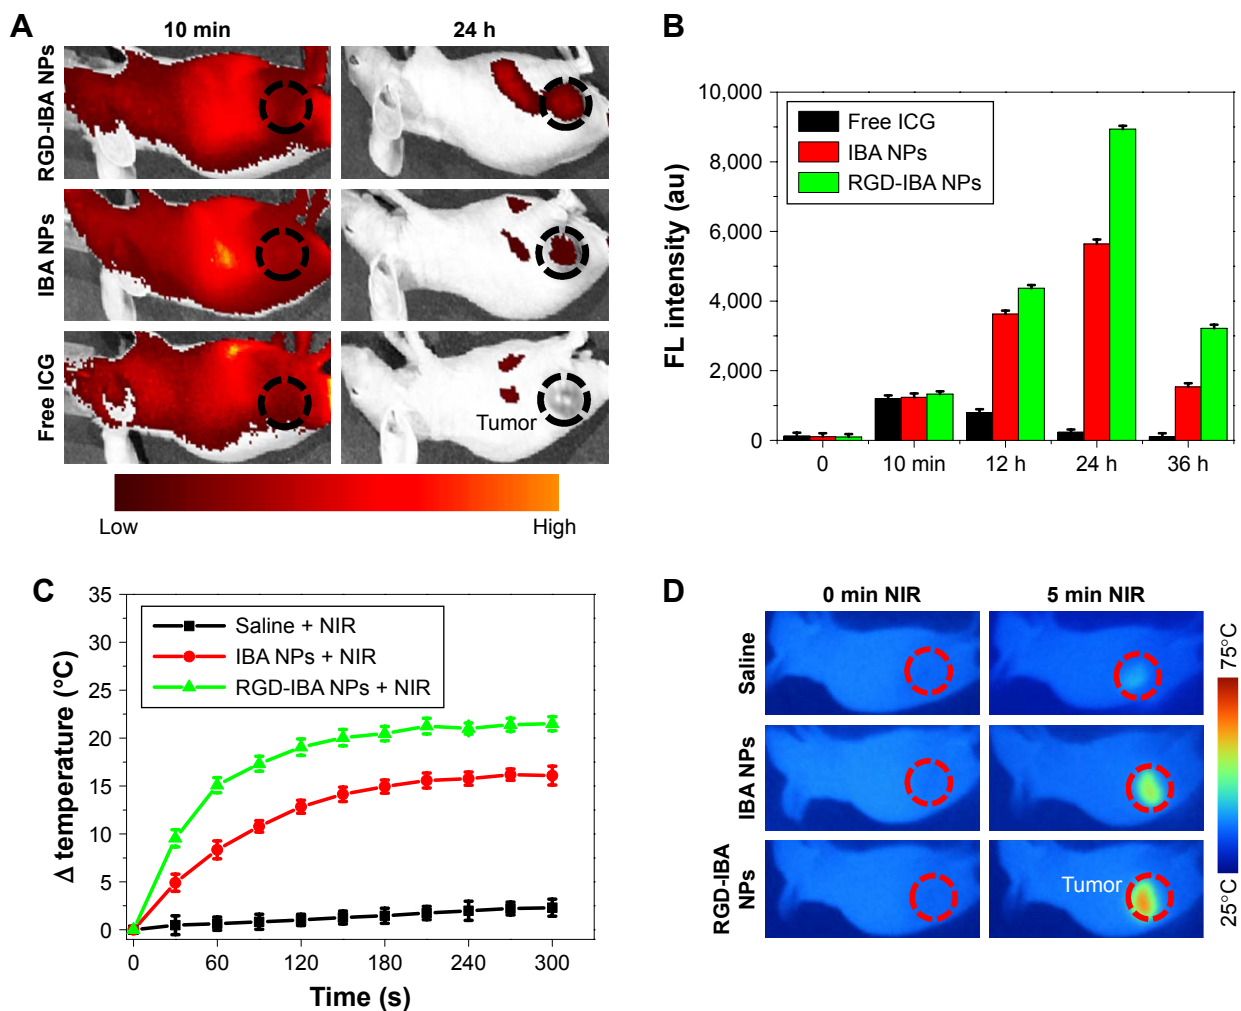 A
10 min
24 h
RGD-IBA NPs
IBA NPs
Free ICG
Tumor
Low
High
B
10,000
8,000
6,000
4,000
2,000
0
FL intensity (au)
Free ICG
IBA NPs
RGD-IBA NPs
0
10 min
12 h
24 h
36 h
C
35
30
25
20
15
10
5
0
Δ temperature (°C)
Saline + NIR
IBA NPs + NIR
RGD-IBA NPs + NIR
0
60
120
180
240
300
Time (s)
D
0 min NIR
5 min NIR
Saline
IBA NPs
RGD-IBA
NPs
Tumor
75°C
25°C